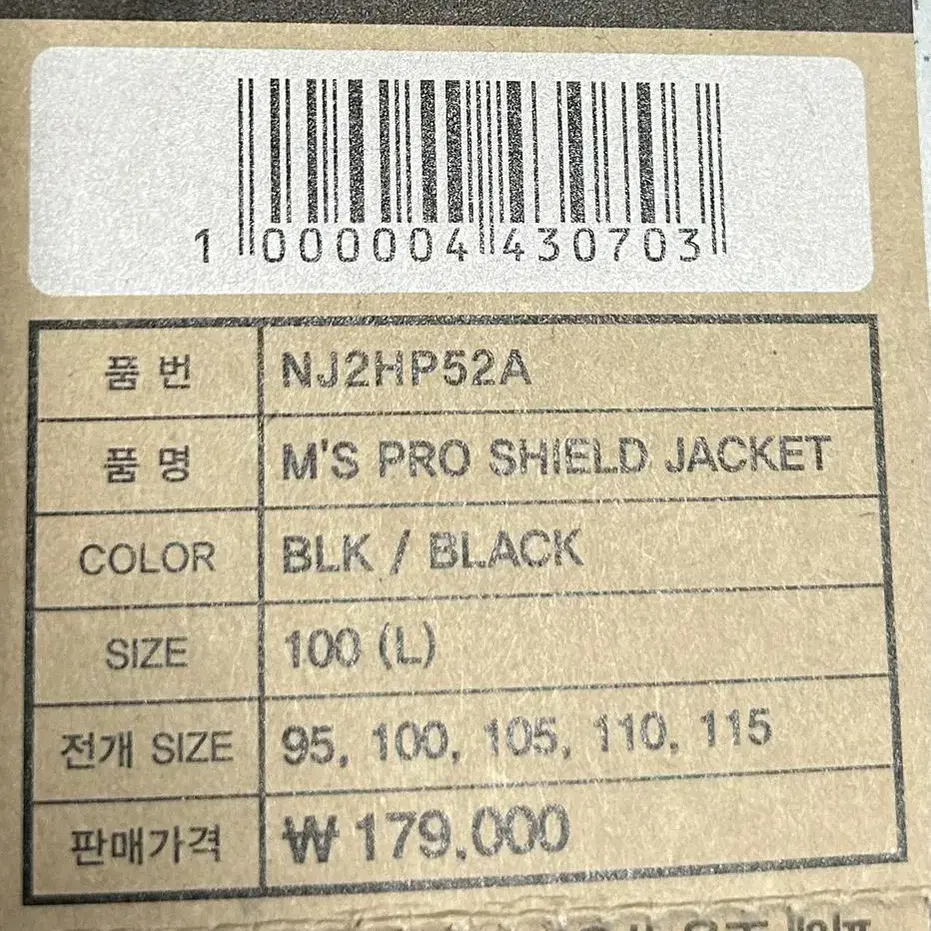 1 000004 430703
품 번 NJ2HP52A
품 명 M'S PRO SHIELD JACKET
COLOR BLK / BLACK
SIZE 100 (L)
전개 SIZE 95, 100, 105, 110, 115
판매가격 ₩ 179,000